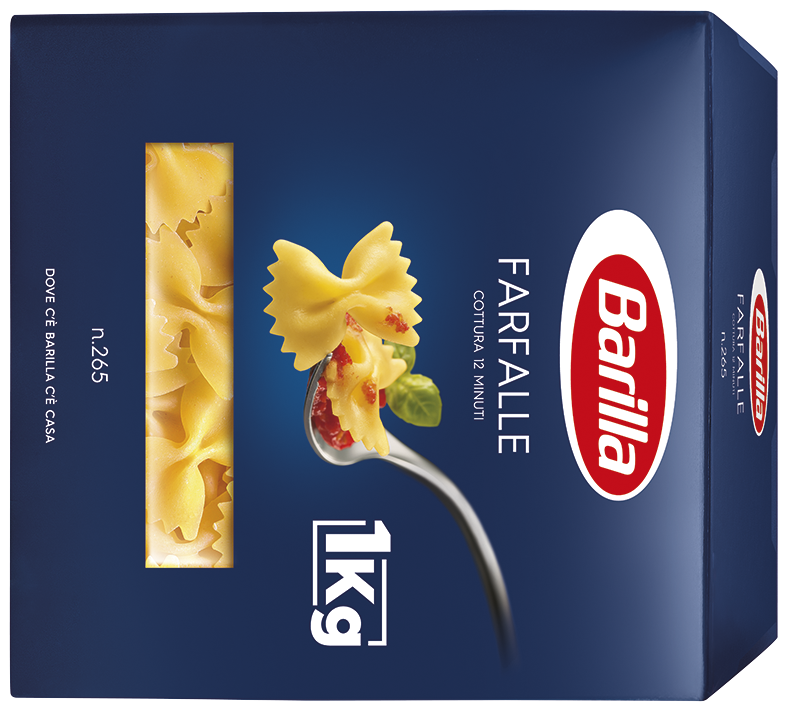 Barilla
FARFALLE
COTTURA 12 MINUTI
1kg
n.265
DOVE C'È BARILLA C'È CASA
Barilla
FARFALLE
n.265